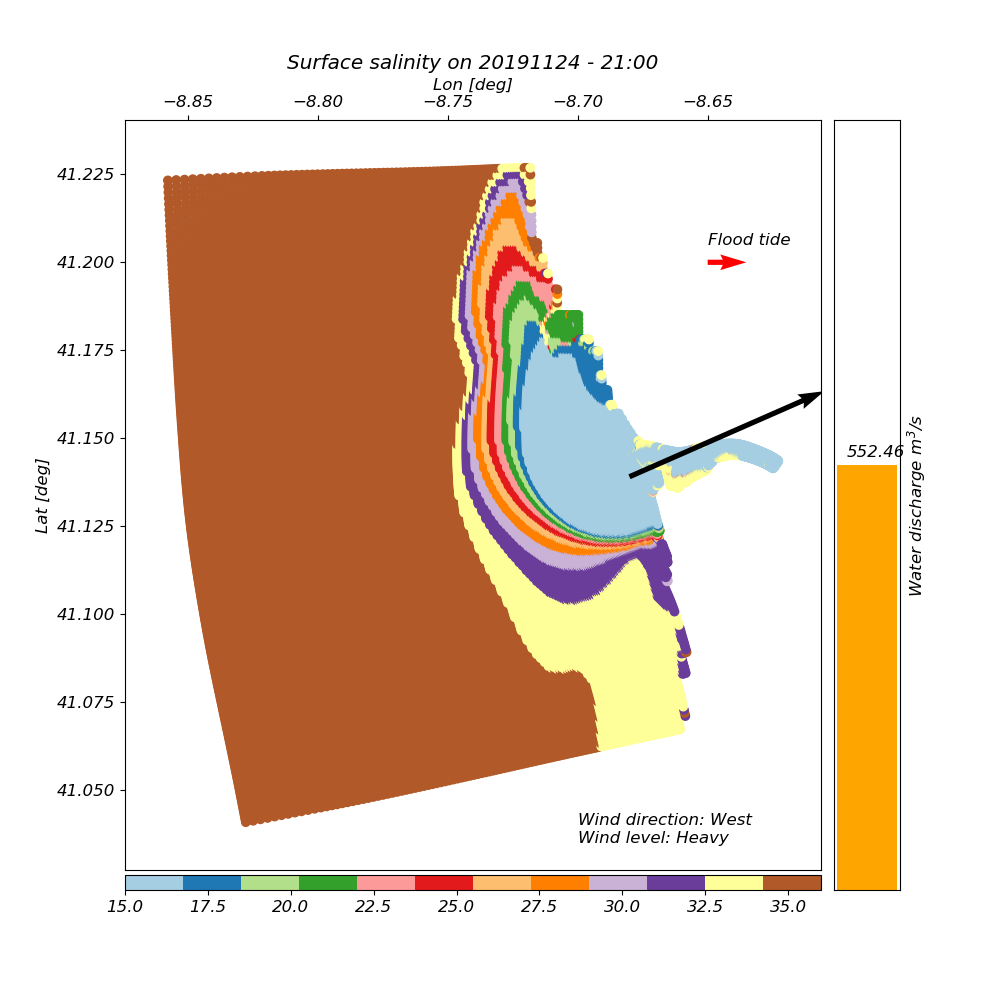 Surface salinity on 20191124 - 21:00
Lon [deg]
−8.85 −8.80 −8.75 −8.70 −8.65
41.225
41.200
41.175
41.150
41.125
41.100
41.075
41.050
Lat [deg]
Flood tide
552.46
Water discharge m³/s
Wind direction: West
Wind level: Heavy
15.0 17.5 20.0 22.5 25.0 27.5 30.0 32.5 35.0